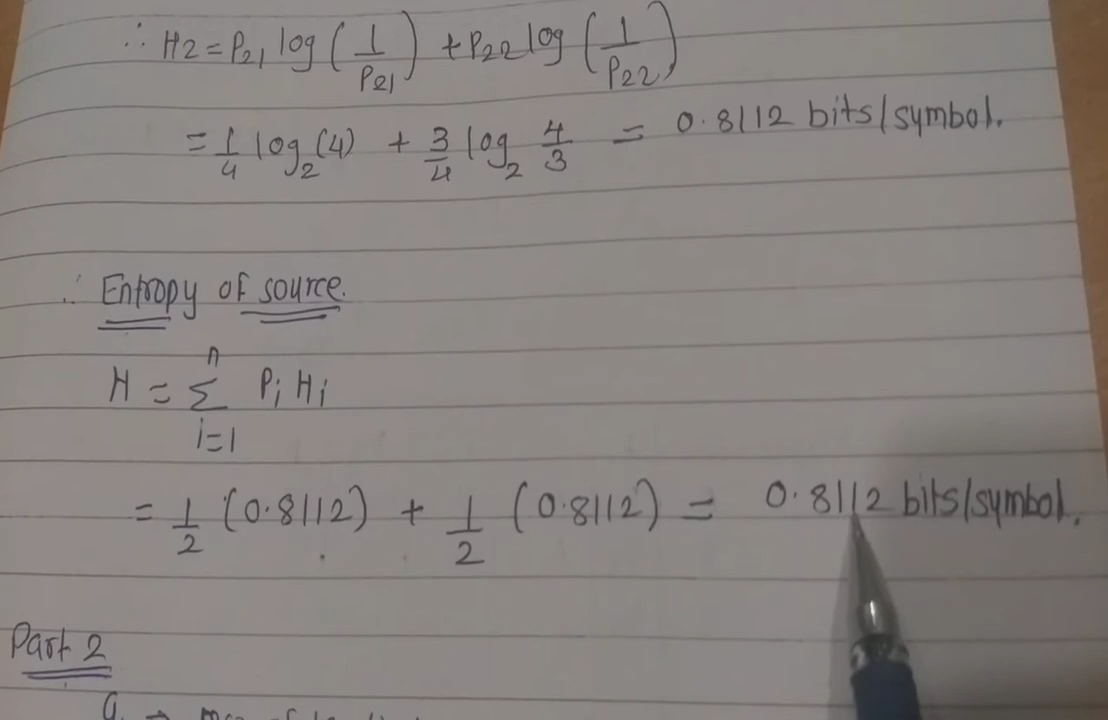 ∴ H2 = P21 log (1/P21) + P22 log (1/P22)
= 1/4 log2(4) + 3/4 log2 4/3 = 0.8112 bits/symbol.
∴ Entropy of source.
H = Σ(i=1 to n) Pi Hi
= 1/2 (0.8112) + 1/2 (0.8112) = 0.8112 bits/symbol.
Part 2